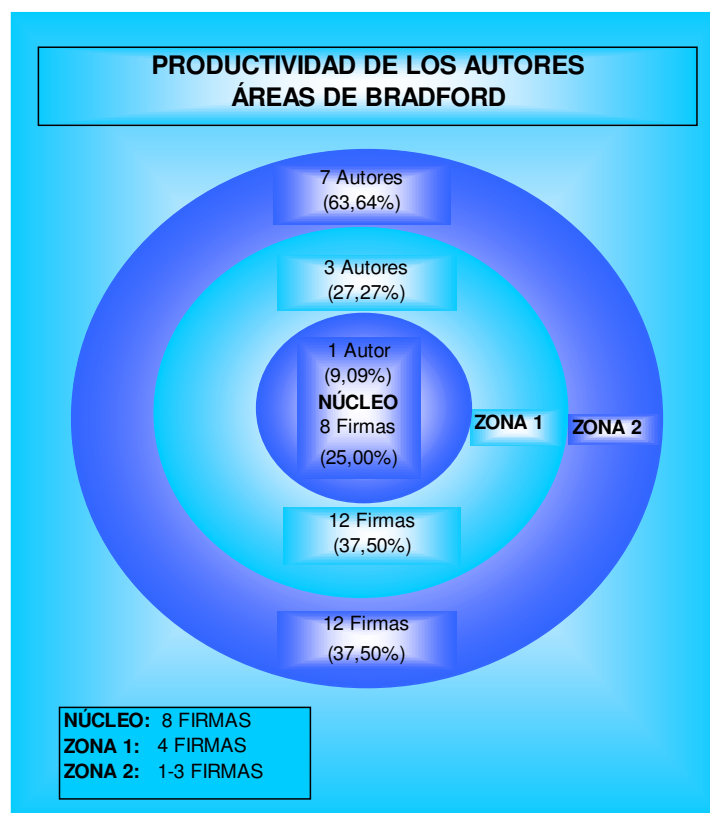 PRODUCTIVIDAD DE LOS AUTORES
ÁREAS DE BRADFORD
7 Autores
(63,64%)
3 Autores
(27,27%)
1 Autor
(9,09%)
NÚCLEO
8 Firmas
(25,00%)
ZONA 1
ZONA 2
12 Firmas
(37,50%)
12 Firmas
(37,50%)
NÚCLEO: 8 FIRMAS
ZONA 1: 4 FIRMAS
ZONA 2: 1-3 FIRMAS